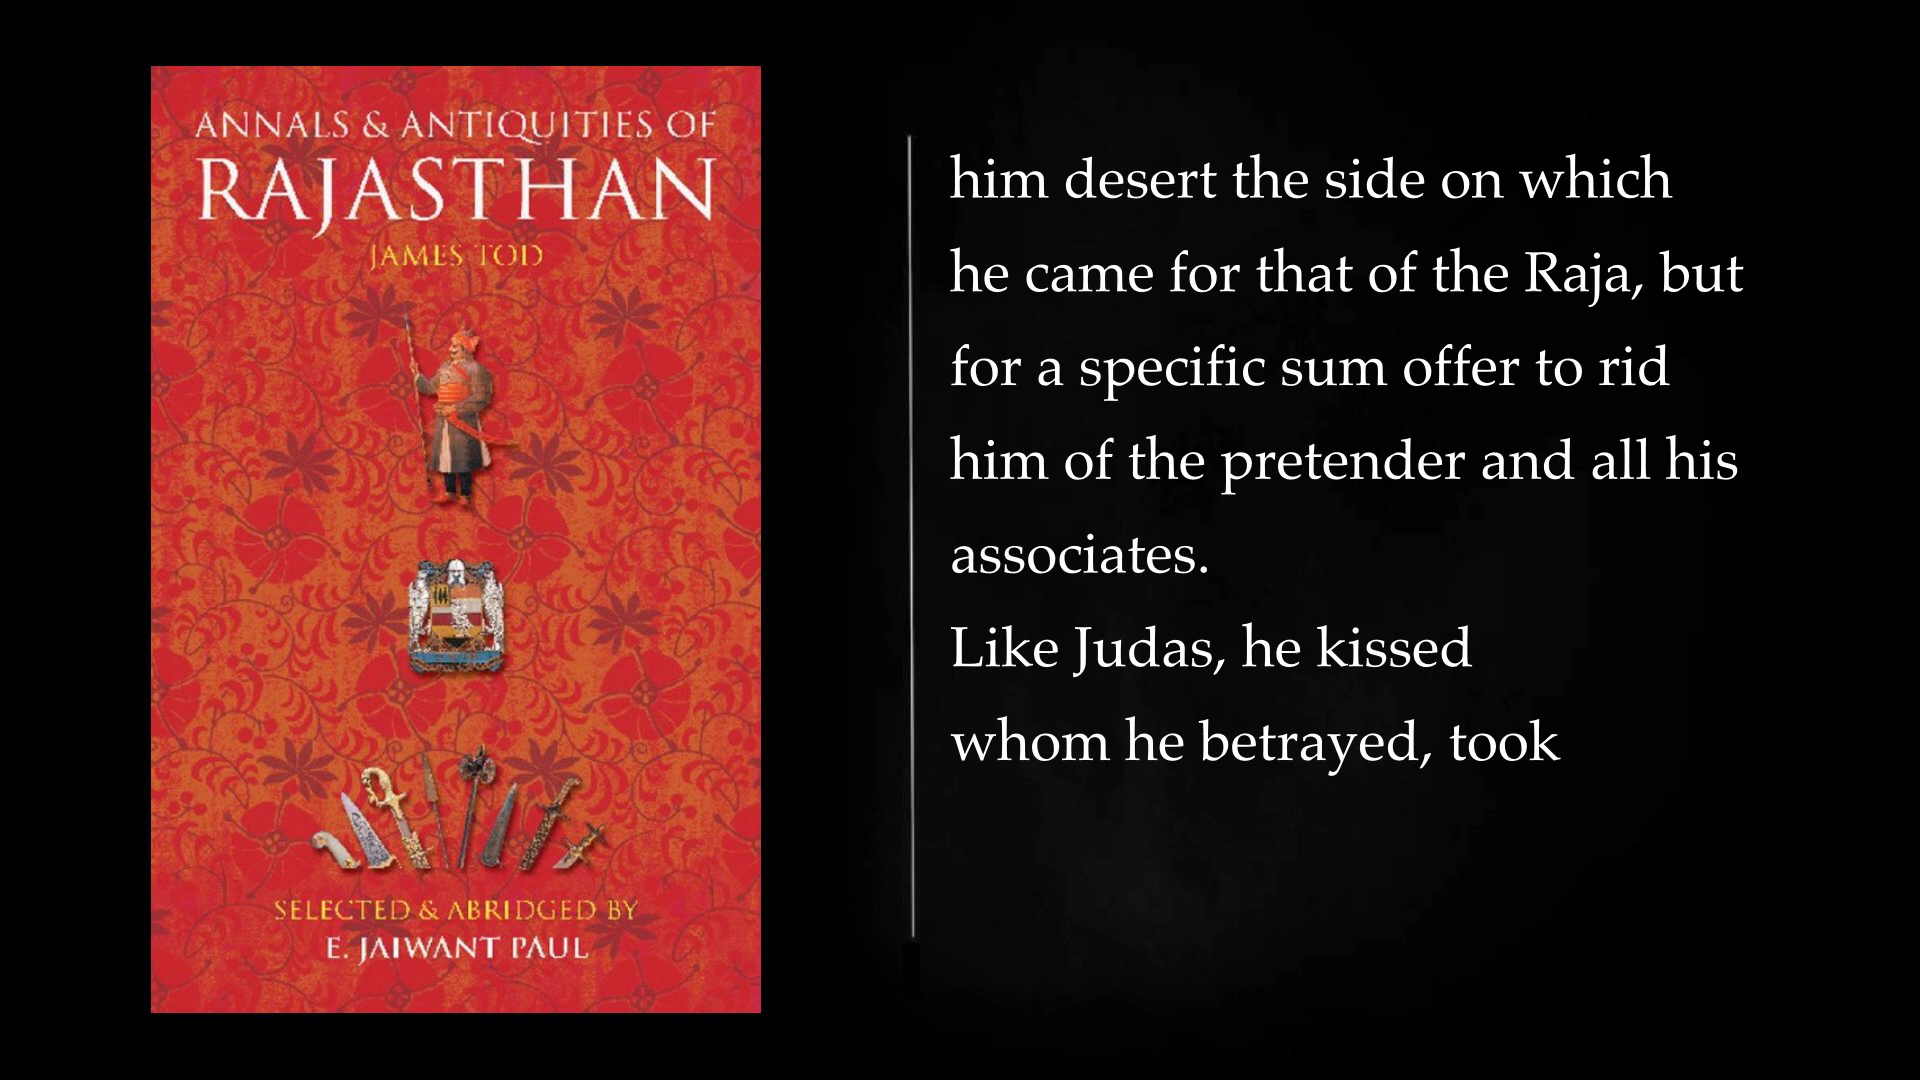 ANNALS & ANTIQUITIES OF
RAJASTHAN
JAMES TOD
SELECTED & ABRIDGED BY
E. JAIWANT PAUL
him desert the side on which
he came for that of the Raja, but
for a specific sum offer to rid
him of the pretender and all his
associates.
Like Judas, he kissed
whom he betrayed, took